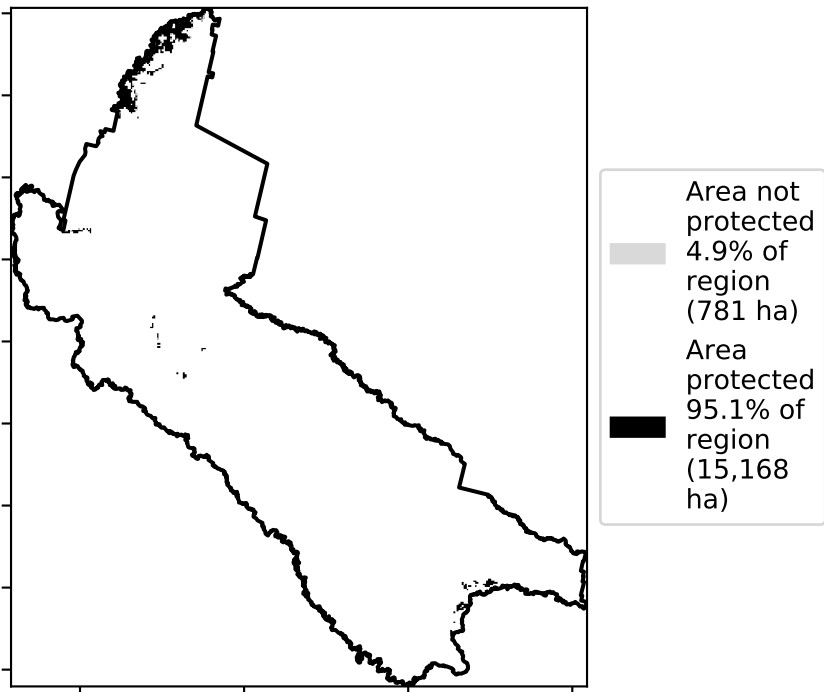 Area not
protected
4.9% of
region
(781 ha)
Area
protected
95.1% of
region
(15,168
ha)